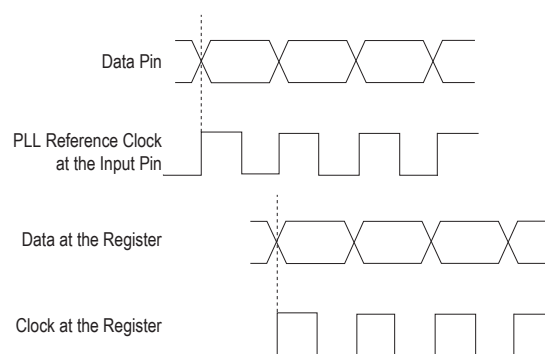 Data Pin
PLL Reference Clock
at the Input Pin
Data at the Register
Clock at the Register